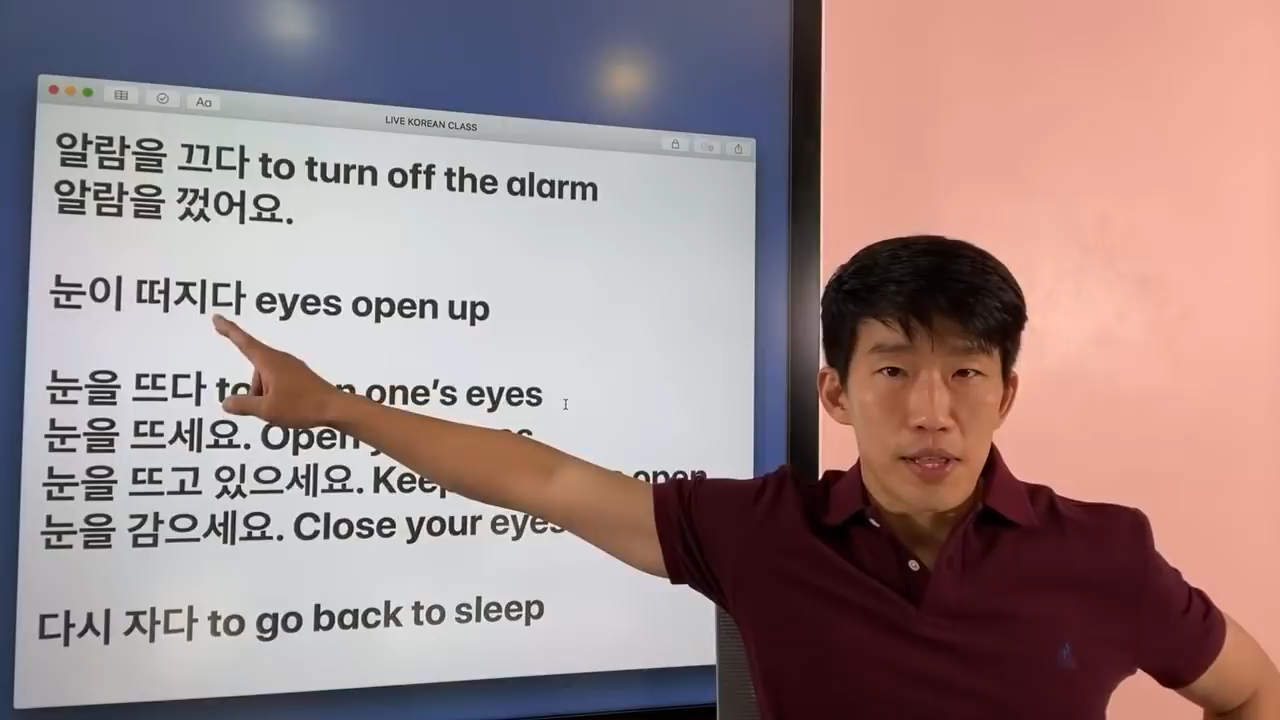 Aa
LIVE KOREAN CLASS
알람을 끄다 to turn off the alarm
알람을 껐어요.
눈이 떠지다 eyes open up
눈을 뜨다 one's eyes
눈을 뜨세요. Open
눈을 뜨고 있으세요. open
눈을 감으세요. Close your eyes
다시 자다 to go back to sleep